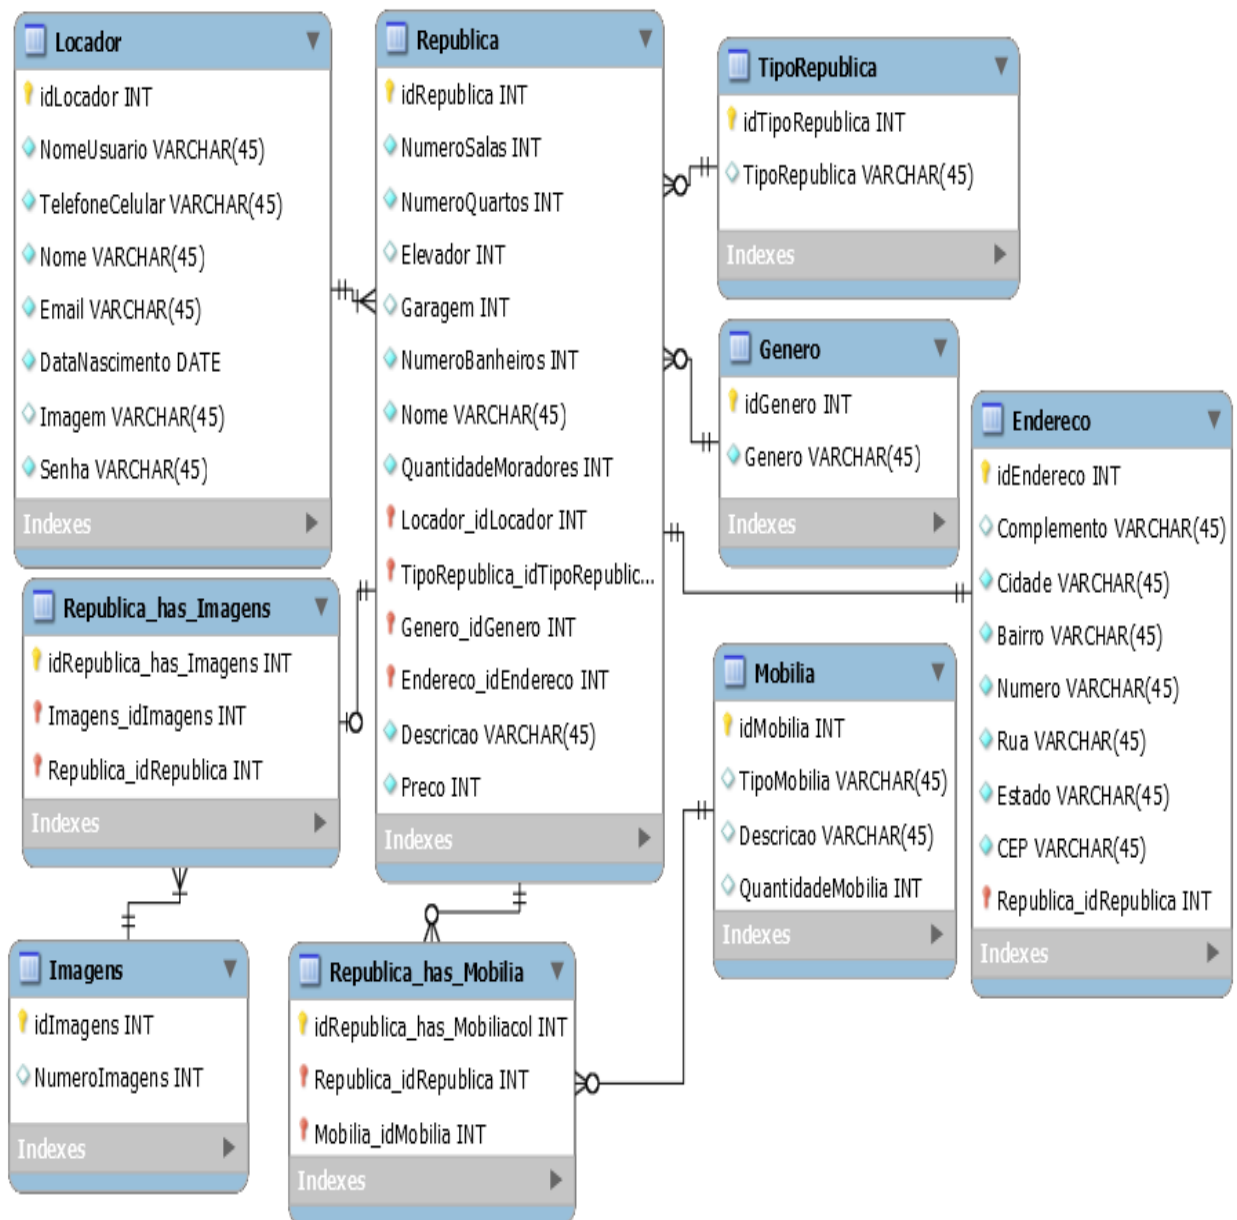 Locador
idLocador INT
NomeUsuario VARCHAR(45)
TelefoneCelular VARCHAR(45)
Nome VARCHAR(45)
Email VARCHAR(45)
DataNascimento DATE
Imagem VARCHAR(45)
Senha VARCHAR(45)
Indexes
Republica
idRepublica INT
NumeroSalas INT
NumeroQuartos INT
Elevador INT
Garagem INT
NumeroBanheiros INT
Nome VARCHAR(45)
QuantidadeMoradores INT
Locador_idLocador INT
TipoRepublica_idTipoRepublic...
Genero_idGenero INT
Endereco_idEndereco INT
Descricao VARCHAR(45)
Preco INT
Indexes
TipoRepublica
idTipoRepublica INT
TipoRepublica VARCHAR(45)
Indexes
Genero
idGenero INT
Genero VARCHAR(45)
Indexes
Endereco
idEndereco INT
Complemento VARCHAR(45)
Cidade VARCHAR(45)
Bairro VARCHAR(45)
Numero VARCHAR(45)
Rua VARCHAR(45)
Estado VARCHAR(45)
CEP VARCHAR(45)
Republica_idRepublica INT
Indexes
Republica_has_Imagens
idRepublica_has_Imagens INT
Imagens_idImagens INT
Republica_idRepublica INT
Indexes
Mobilia
idMobilia INT
TipoMobilia VARCHAR(45)
Descricao VARCHAR(45)
QuantidadeMobilia INT
Indexes
Imagens
idImagens INT
NumeroImagens INT
Indexes
Republica_has_Mobilia
idRepublica_has_Mobiliacol INT
Republica_idRepublica INT
Mobilia_idMobilia INT
Indexes